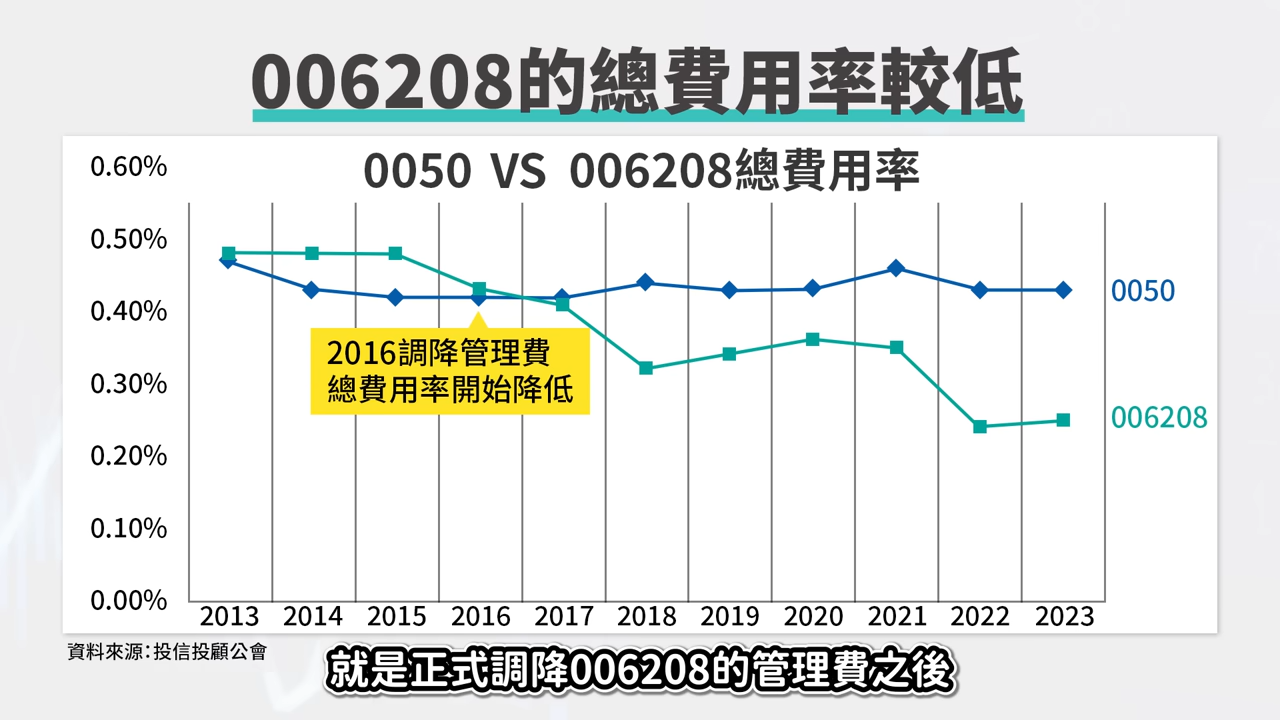 006208的總費用率較低
0050 VS 006208總費用率
0.60%
0.50%
0.40%
0.30%
0.20%
0.10%
0.00%
0050
006208
2016調降管理費
總費用率開始降低
2013 2014 2015 2016 2017 2018 2019 2020 2021 2022 2023
資料來源:投信投顧公會
就是正式調降006208的管理費之後